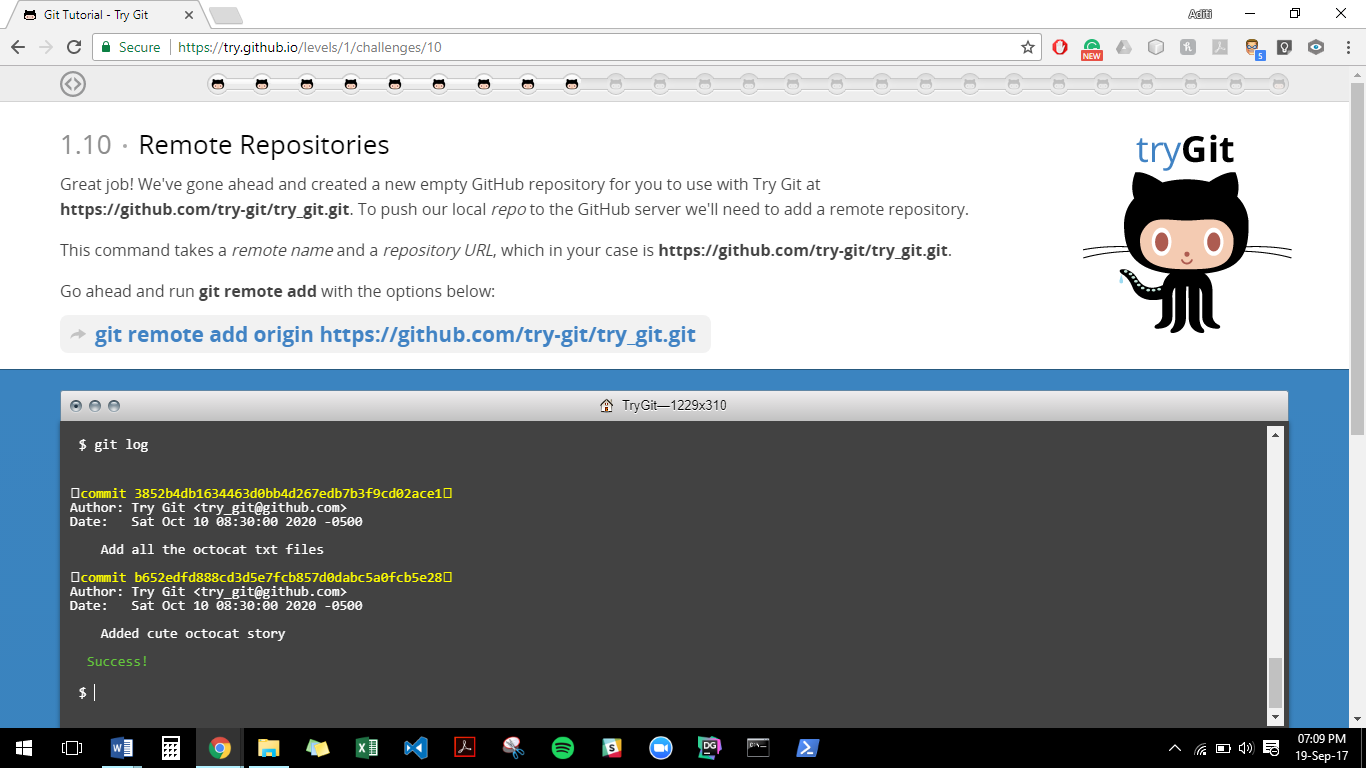 Git Tutorial - Try Git
Aditi
Secure
https://try.github.io/levels/1/challenges/10
NEW
5
1.10 · Remote Repositories
tryGit
Great job! We've gone ahead and created a new empty GitHub repository for you to use with Try Git at
https://github.com/try-git/try_git.git. To push our local repo to the GitHub server we'll need to add a remote repository.
This command takes a remote name and a repository URL, which in your case is https://github.com/try-git/try_git.git.
Go ahead and run git remote add with the options below:
git remote add origin https://github.com/try-git/try_git.git
TryGit—1229x310
$ git log
commit 3852b4db1634463d0bb4d267edb7b3f9cd02ace1
Author: Try Git <try_git@github.com>
Date: Sat Oct 10 08:30:00 2020 -0500
Add all the octocat txt files
commit b652edfd888cd3d5e7fcb857d0dabc5a0fcb5e28
Author: Try Git <try_git@github.com>
Date: Sat Oct 10 08:30:00 2020 -0500
Added cute octocat story
Success!
$
DG
07:09 PM
19-Sep-17